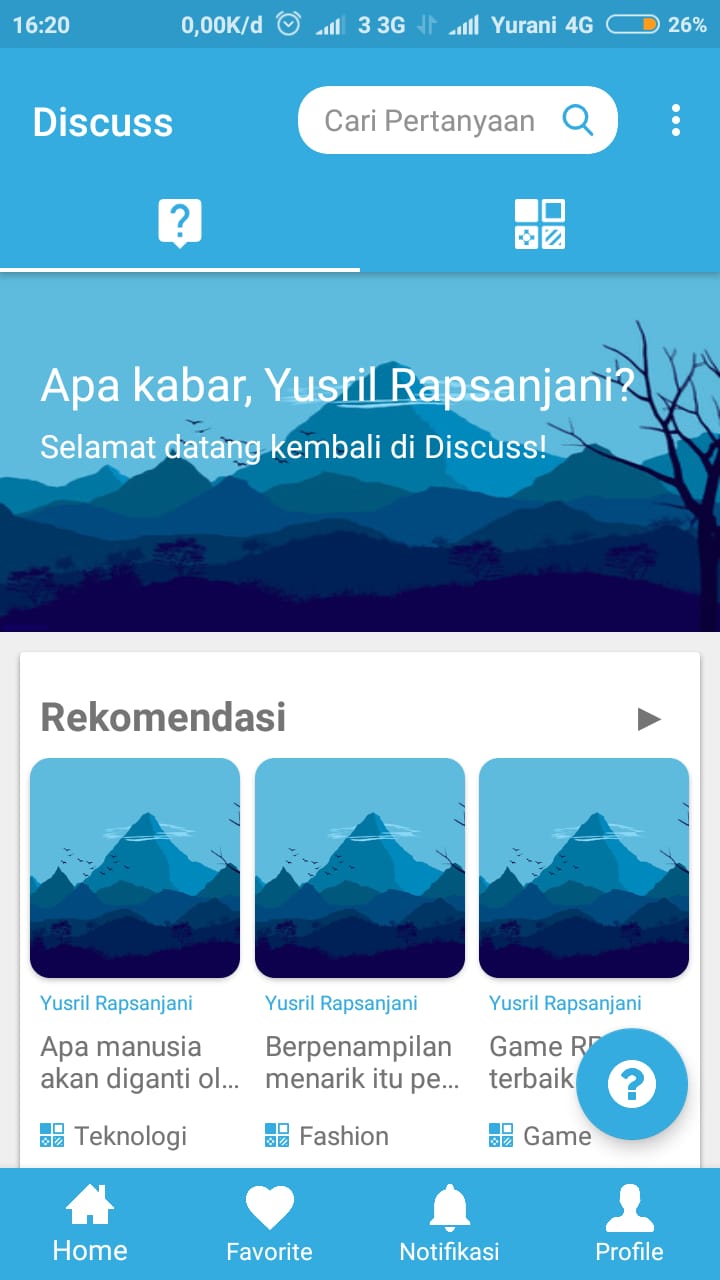 16:20 0,00K/d 3 3G Yurani 4G 26%
Discuss
Cari Pertanyaan
Apa kabar, Yusril Rapsanjani?
Selamat datang kembali di Discuss!
Rekomendasi
Yusril Rapsanjani
Apa manusia
akan diganti ol...
Teknologi
Yusril Rapsanjani
Berpenampilan
menarik itu pe...
Fashion
Yusril Rapsanjani
Game
terbaik
Game
Home
Favorite
Notifikasi
Profile